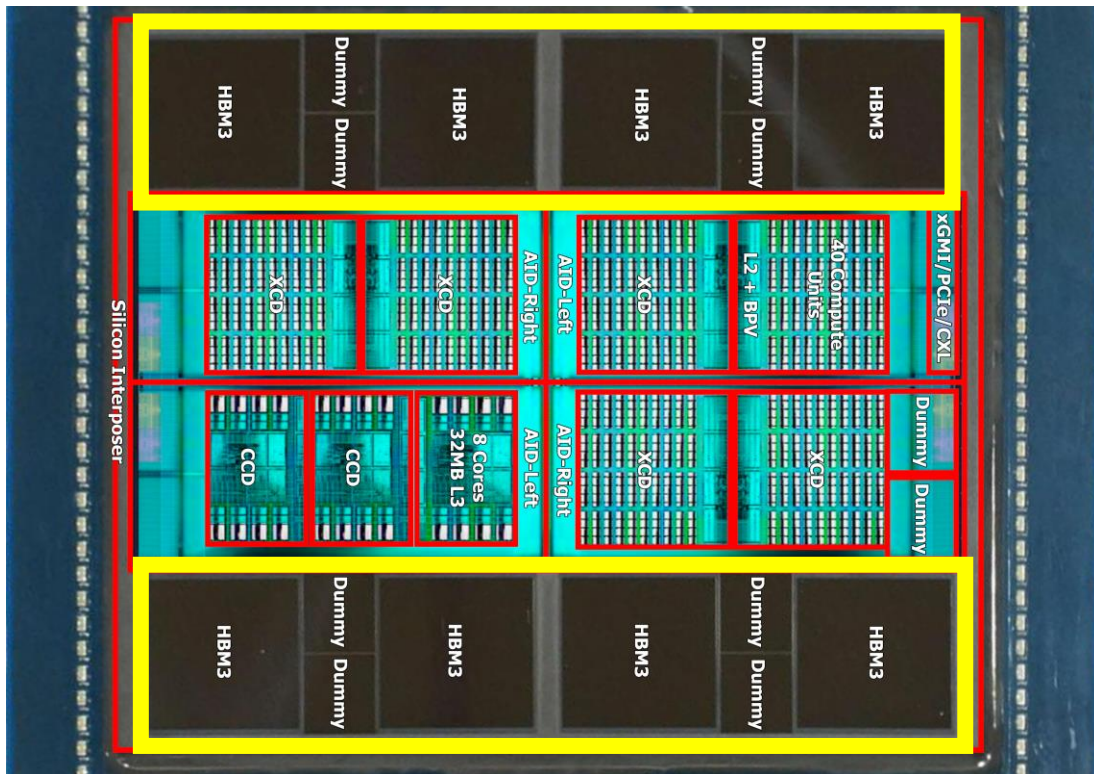 HBM3
Dummy
Dummy
HBM3
HBM3
Dummy
Dummy
HBM3
Silicon Interposer
XCD
XCD
AID-Right
AID-Left
XCD
L2 + BPV
40 Compute
Units
xGMI/PCIe/CXL
CCD
CCD
8 Cores
32MB L3
AID-Left
AID-Right
XCD
XCD
Dummy
Dummy
HBM3
Dummy
Dummy
HBM3
HBM3
Dummy
Dummy
HBM3